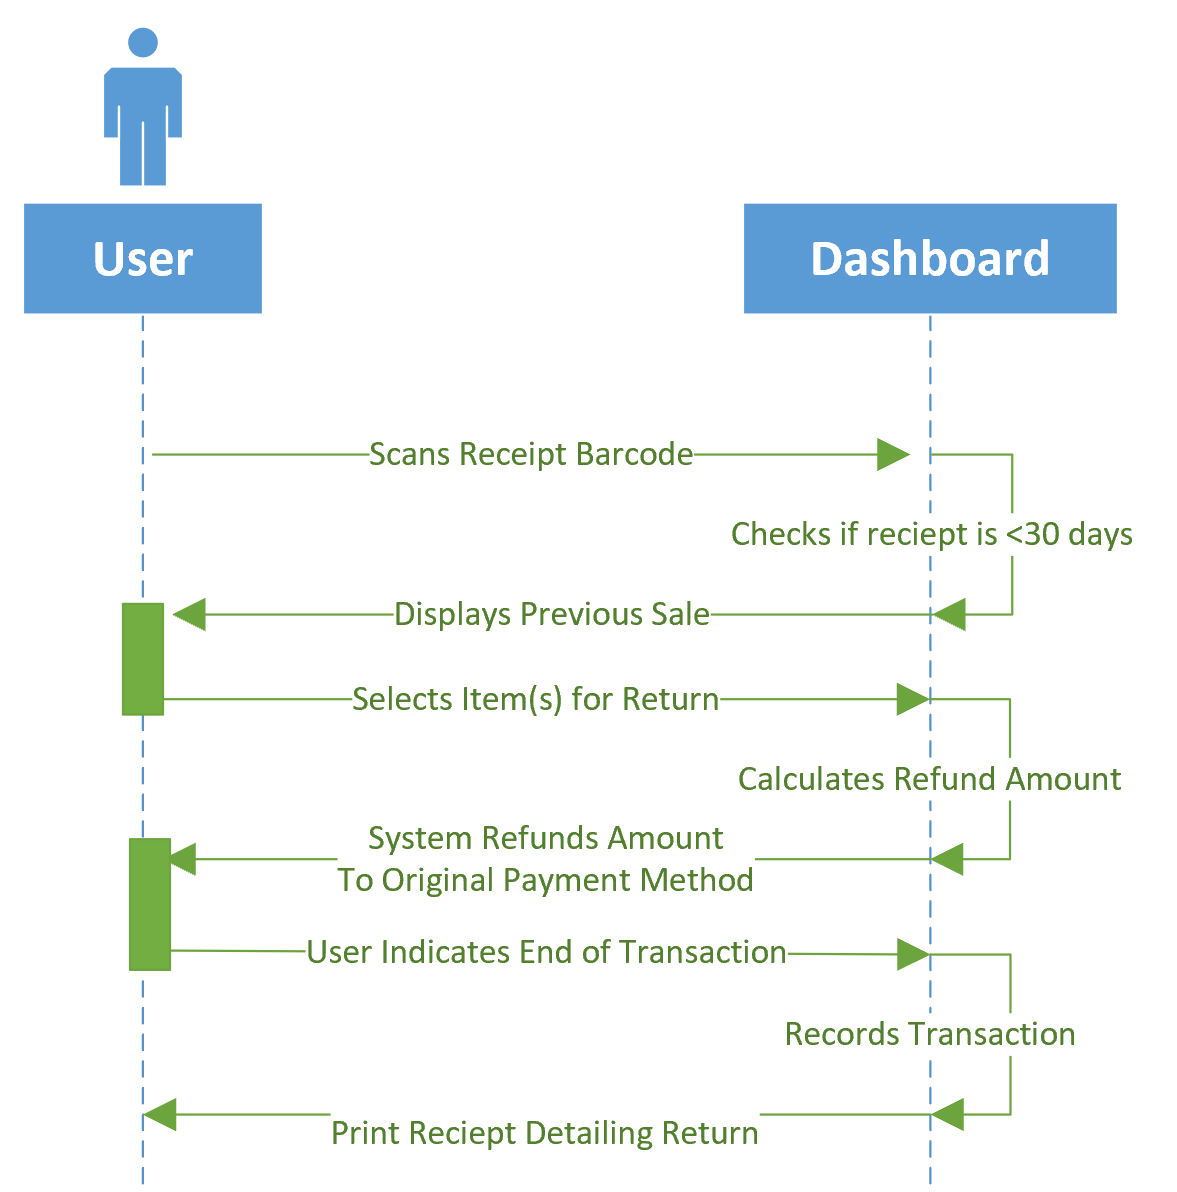 User
Dashboard
Scans Receipt Barcode
Checks if reciept is <30 days
Displays Previous Sale
Selects Item(s) for Return
Calculates Refund Amount
System Refunds Amount
To Original Payment Method
User Indicates End of Transaction
Records Transaction
Print Reciept Detailing Return